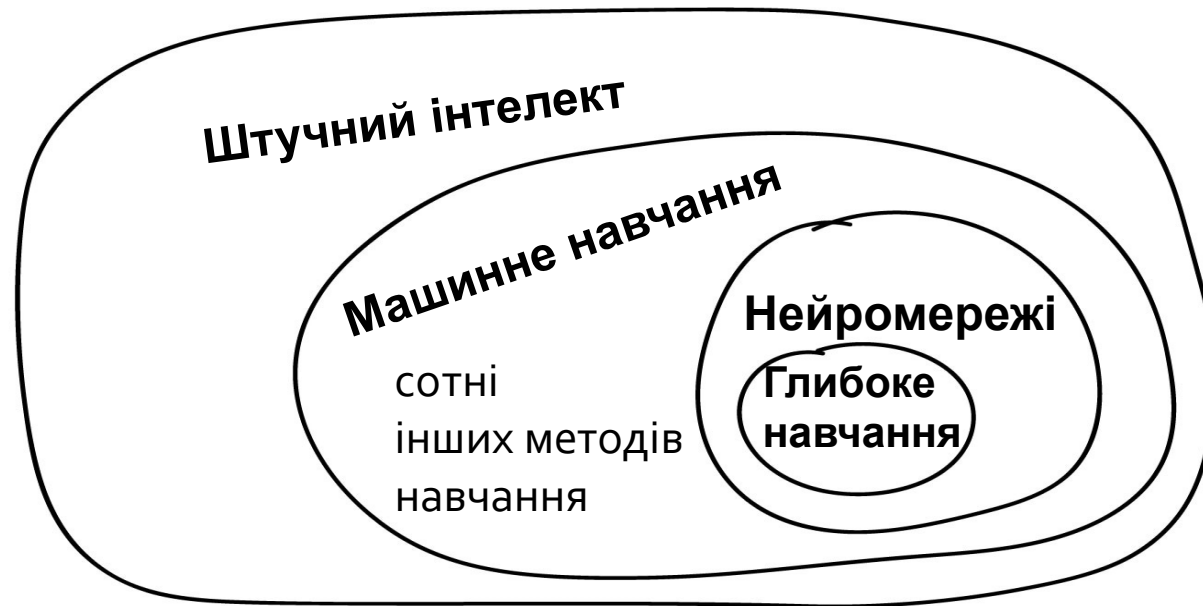 Штучний інтелект
Машинне навчання
сотні
інших методів
навчання
Нейромережі
Глибоке
навчання